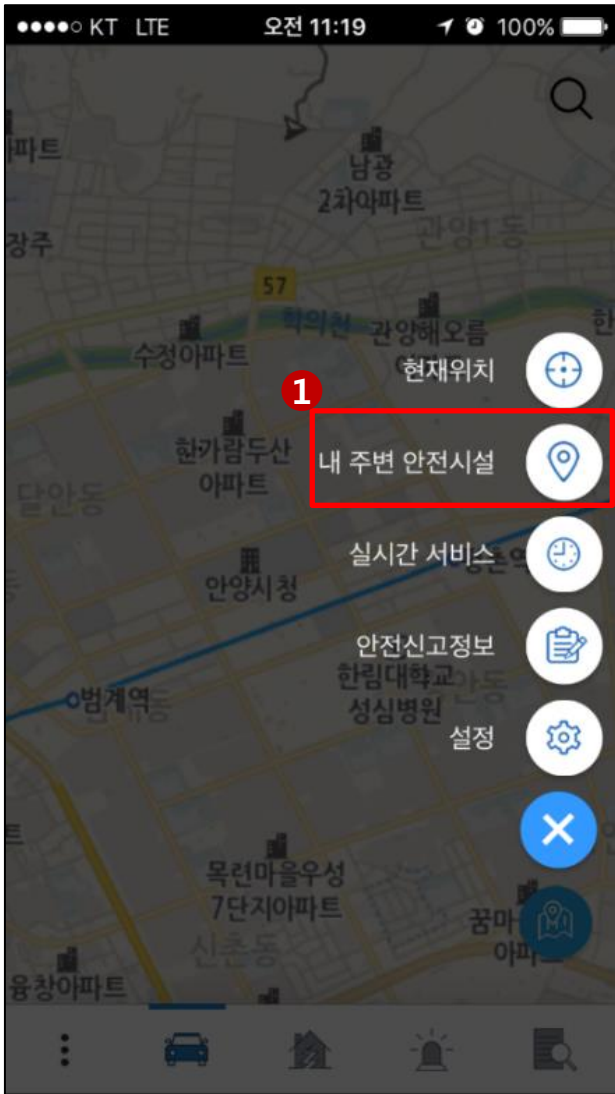 KT LTE 오전 11:19 100%
아파트
남광
2차아파트
관양1동
장주
57
학의천
수정아파트
관양해오름
한
현재위치
1
한가람두산
아파트
내 주변 안전시설
달안동
실시간 서비스
안양시청
안전신고정보
한림대학교
성심병원
범계역
설정
목련마을우성
7단지아파트
꿈마
아파
신촌동
융창아파트